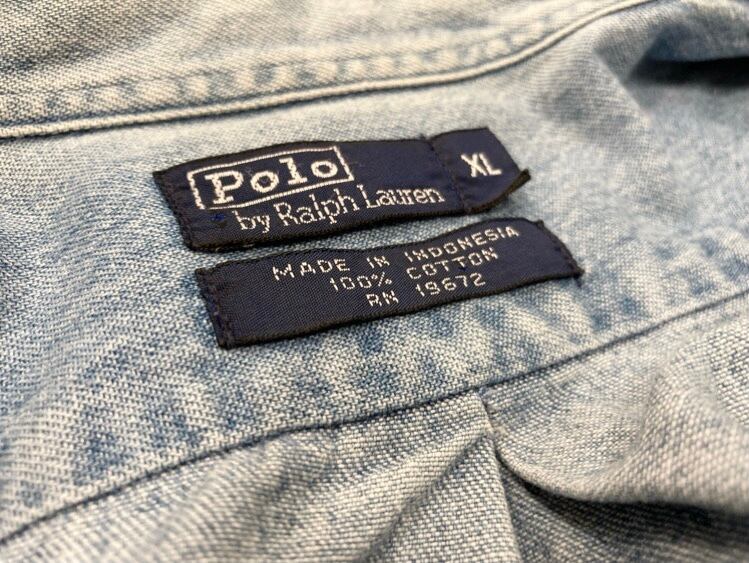 Polo
by Ralph Lauren
XL
MADE IN INDONESIA
100% COTTON
RN 19672